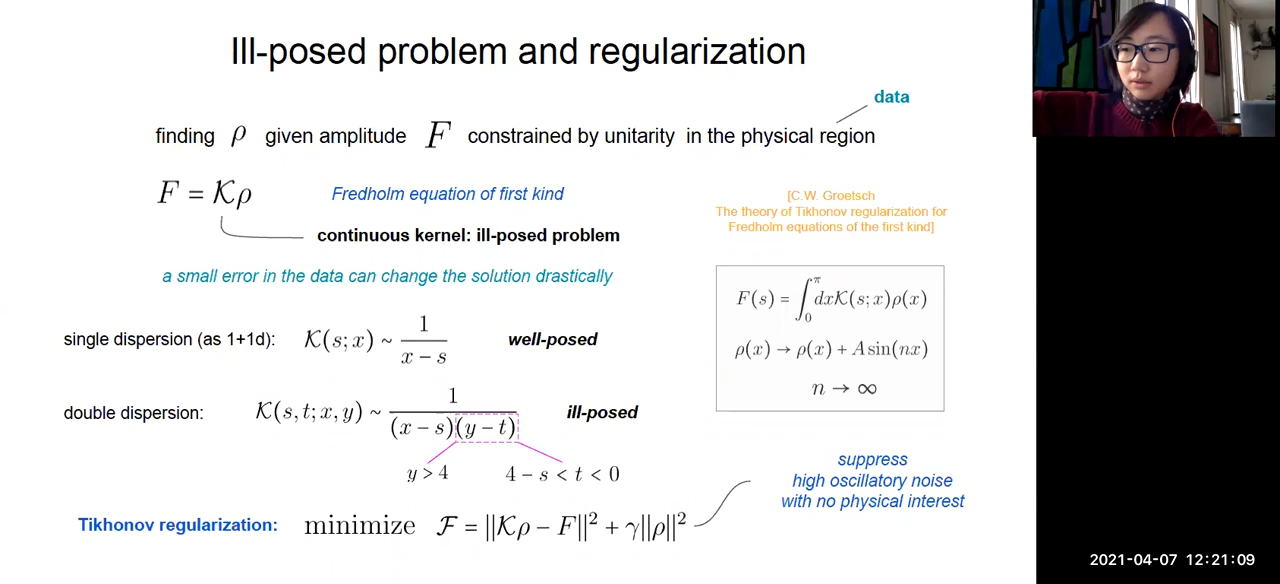 Ill-posed problem and regularization
data
finding ρ given amplitude F constrained by unitarity in the physical region
F = 𝒦ρ
Fredholm equation of first kind
continuous kernel: ill-posed problem
a small error in the data can change the solution drastically
[C.W. Groetsch
The theory of Tikhonov regularization for
Fredholm equations of the first kind]
F(s) = ∫₀^π dx𝒦(s;x)ρ(x)
ρ(x) → ρ(x) + A sin(nx)
n → ∞
single dispersion (as 1+1d): 𝒦(s;x) ~ 1/(x − s) well-posed
double dispersion: 𝒦(s,t;x,y) ~ 1/((x − s)(y − t)) ill-posed
y > 4 4 − s < t < 0
suppress
high oscillatory noise
with no physical interest
Tikhonov regularization: minimize ℱ = ||𝒦ρ − F||² + γ||ρ||²
2021-04-07 12:21:09